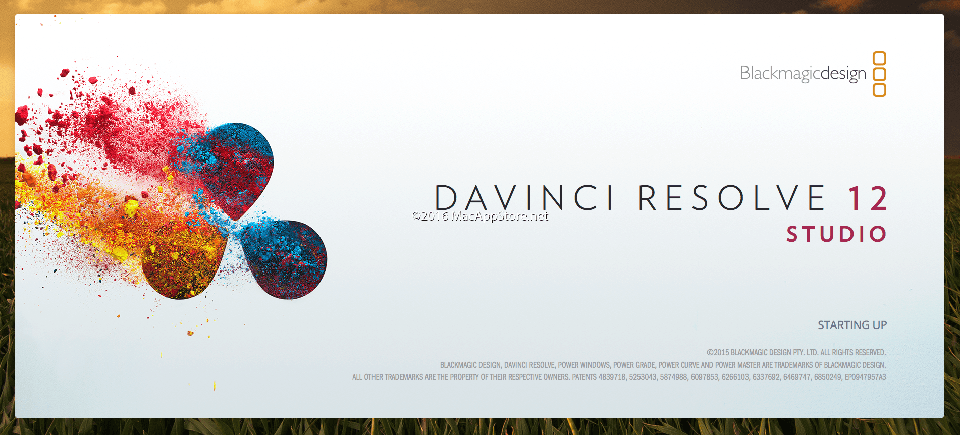 Blackmagicdesign
DAVINCI RESOLVE 12
©2016 MacAppStore.net
STUDIO
STARTING UP
©2015 BLACKMAGIC DESIGN PTY. LTD. ALL RIGHTS RESERVED.
BLACKMAGIC DESIGN, DAVINCI RESOLVE, POWER WINDOWS, POWER GRADE, POWER CURVE AND POWER MASTER ARE TRADEMARKS OF BLACKMAGIC DESIGN.
ALL OTHER TRADEMARKS ARE THE PROPERTY OF THEIR RESPECTIVE OWNERS. PATENTS 4839718, 5253043, 5874988, 6097853, 6266103, 6337692, 6469747, 6850249, EP0947957A3